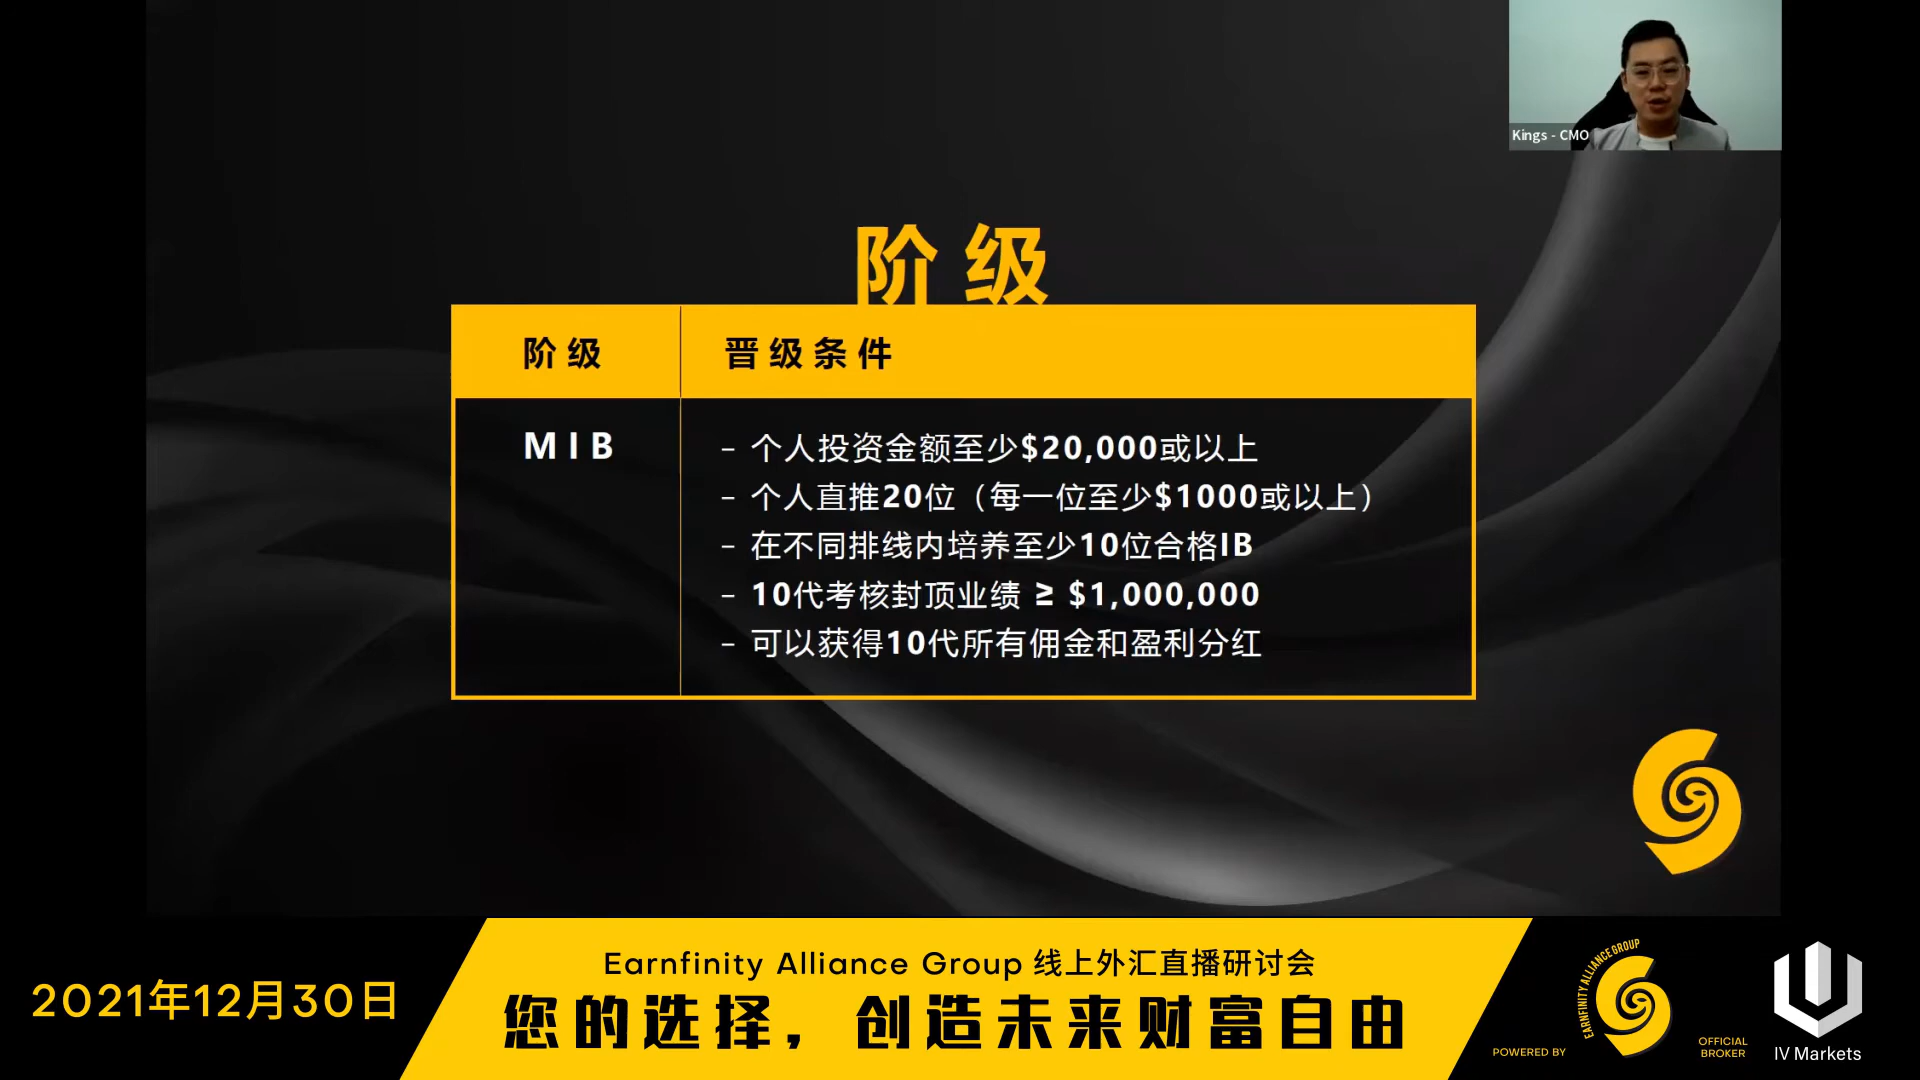 Kings - CMO
阶级
阶级
晋级条件
MIB
- 个人投资金额至少$20,000或以上
- 个人直推20位（每一位至少$1000或以上）
- 在不同排线内培养至少10位合格IB
- 10代考核封顶业绩 ≥ $1,000,000
- 可以获得10代所有佣金和盈利分红
2021年12月30日
Earnfinity Alliance Group 线上外汇直播研讨会
您的选择，创造未来财富自由
POWERED BY
EARNFINITY ALLIANCE GROUP
OFFICIAL
BROKER
IV Markets